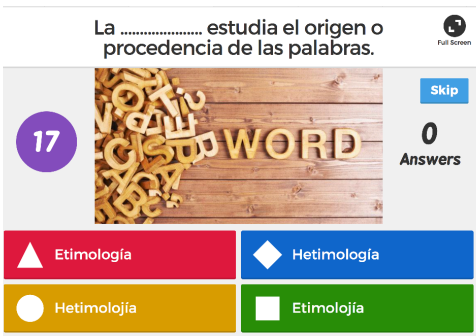 La ..................... estudia el origen o
procedencia de las palabras.
Full Screen
Skip
17
WORD
0
Answers
Etimología
Hetimología
Hetimolojía
Etimolojía